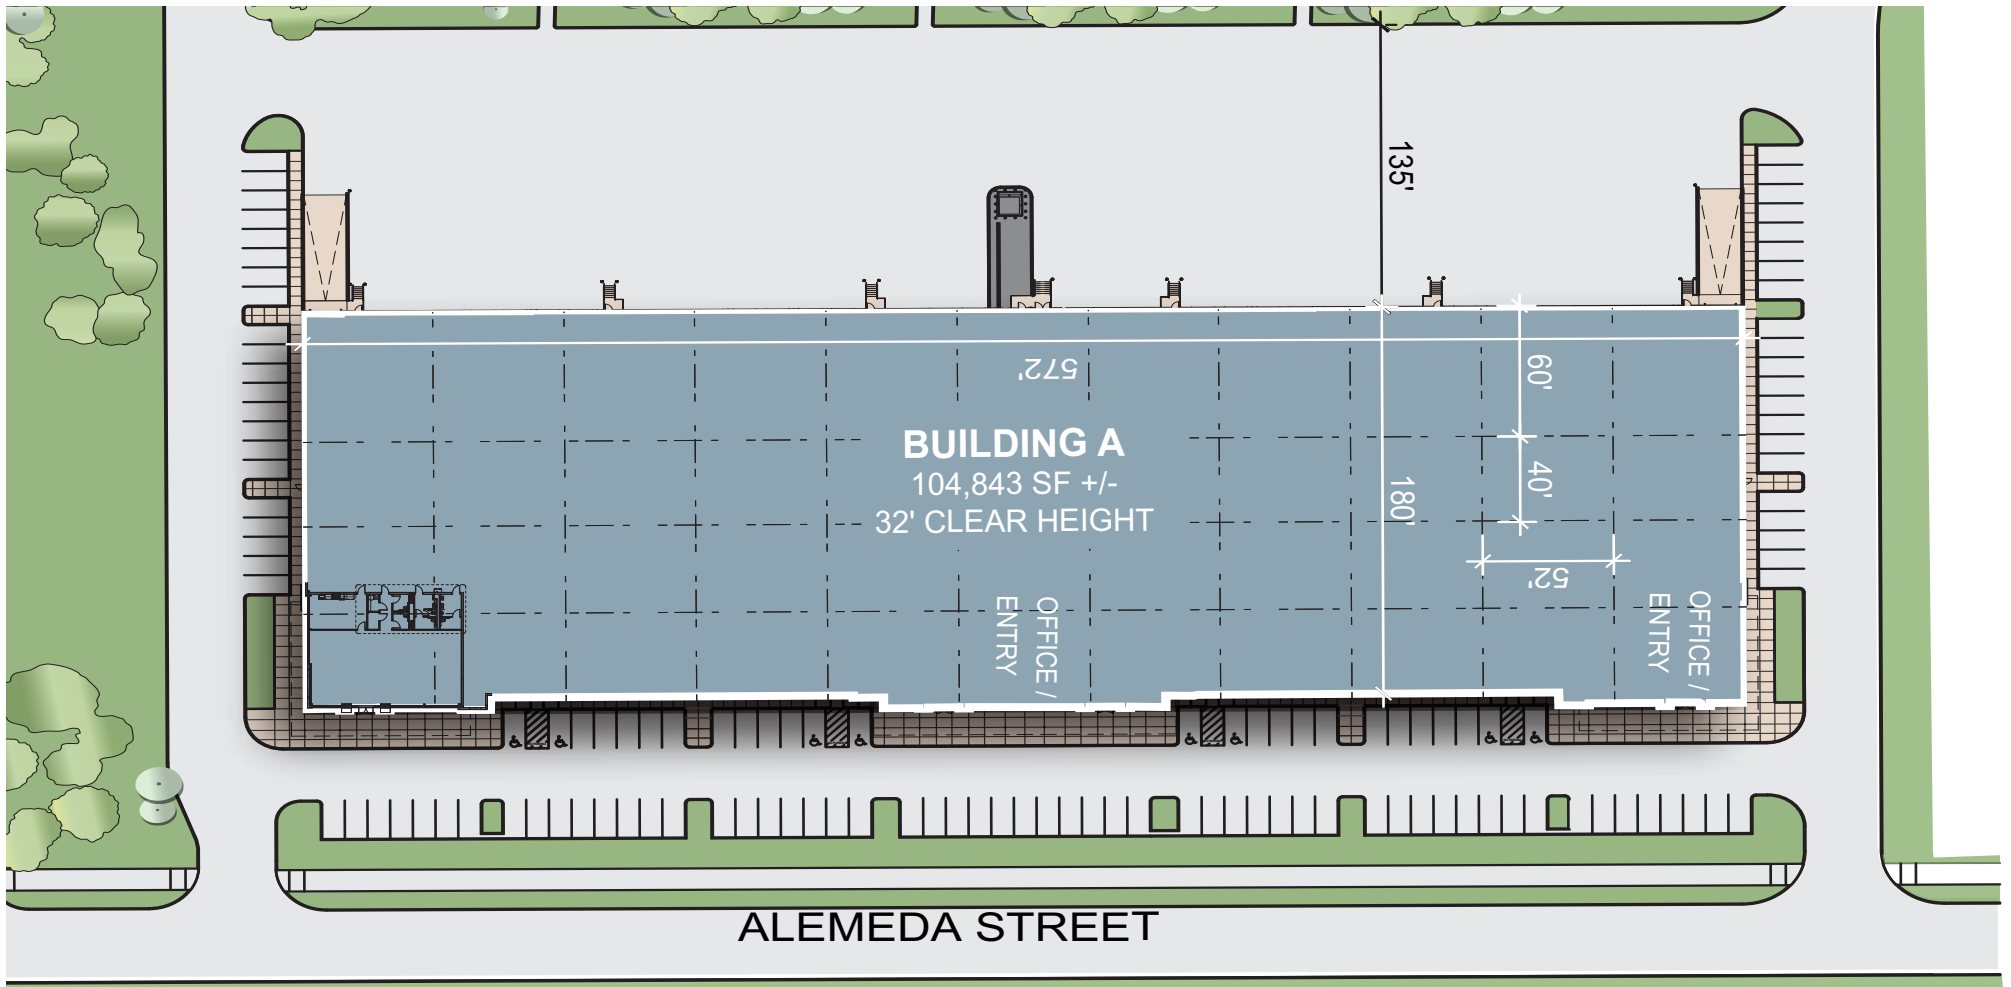 135'
572'
60'
BUILDING A
104,843 SF +/-
32' CLEAR HEIGHT
40'
180'
52'
OFFICE /
ENTRY
OFFICE /
ENTRY
ALEMEDA STREET